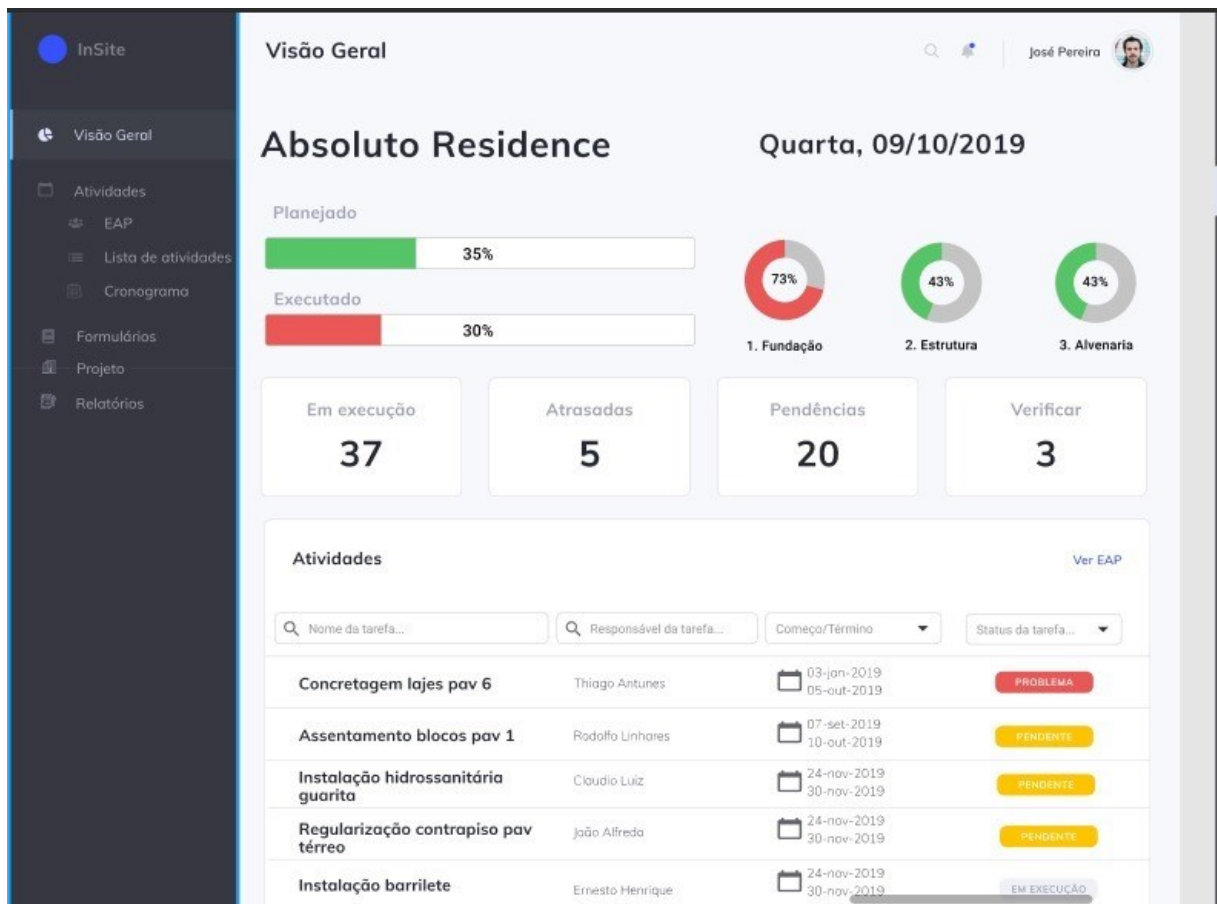 InSite
Visão Geral
José Pereira
Visão Geral
Atividades
EAP
Lista de atividades
Cronograma
Formulários
Projeto
Relatórios
Absoluto Residence
Quarta, 09/10/2019
Planejado
35%
Executado
30%
73%
43%
43%
1. Fundação
2. Estrutura
3. Alvenaria
Em execução
Atrasadas
Pendências
Verificar
37
5
20
3
Atividades
Ver EAP
Nome da tarefa...
Responsável da tarefa...
Começo/Término
Status da tarefa...
Concretagem lajes pav 6
Thiago Antunes
03-jan-2019
05-out-2019
PROBLEMA
Assentamento blocos pav 1
Rodolfo Linhares
07-set-2019
10-out-2019
PENDENTE
Instalação hidrossanitária
guarita
Claudio Luiz
24-nov-2019
30-nov-2019
PENDENTE
Regularização contrapiso pav
térreo
João Alfredo
24-nov-2019
30-nov-2019
PENDENTE
Instalação barrilete
Ernesto Henrique
24-nov-2019
30-nov-2019
EM EXECUÇÃO